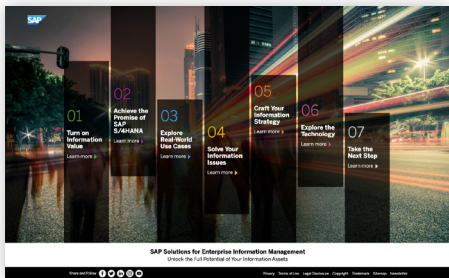 SAP
01
Turn on
Information
Value
Learn more
02
Achieve the
Promise of
SAP
S/4HANA
Learn more
03
Explore
Real-World
Use Cases
Learn more
04
Solve Your
Information
Issues
Learn more
05
Craft Your
Information
Strategy
Learn more
06
Explore the
Technology
Learn more
07
Take the
Next Step
Learn more
SAP Solutions for Enterprise Information Management
Unlock the Full Potential of Your Information Assets
Share and Follow
Privacy Terms of Use Legal Disclosure Copyright Trademark Sitemap Newsletter